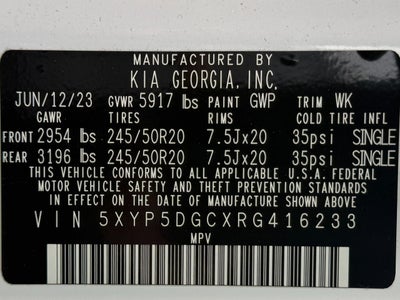 MANUFACTURED BY
KIA GEORGIA, INC.
JUN/12/23 GVWR 5917 lbs PAINT GWP TRIM WK
GAWR TIRES RIMS COLD TIRE INFL
FRONT 2954 lbs 245/50R20 7.5Jx20 35psi SINGLE
REAR 3196 lbs 245/50R20 7.5Jx20 35psi SINGLE
THIS VEHICLE CONFORMS TO ALL APPLICABLE U.S.A. FEDERAL
MOTOR VEHICLE SAFETY AND THEFT PREVENTION STANDARDS
IN EFFECT ON THE DATE OF MANUFACTURE SHOWN ABOVE.
VIN 5XYP5DGCXRG416233
MPV